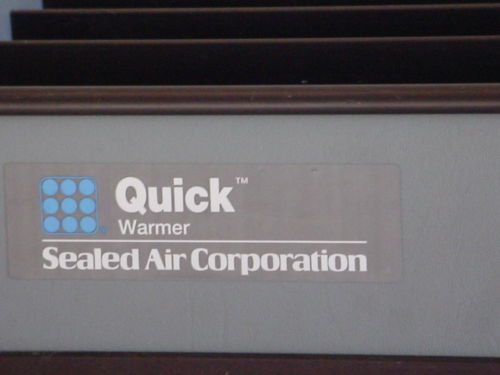 Quick™
Warmer
Sealed Air Corporation